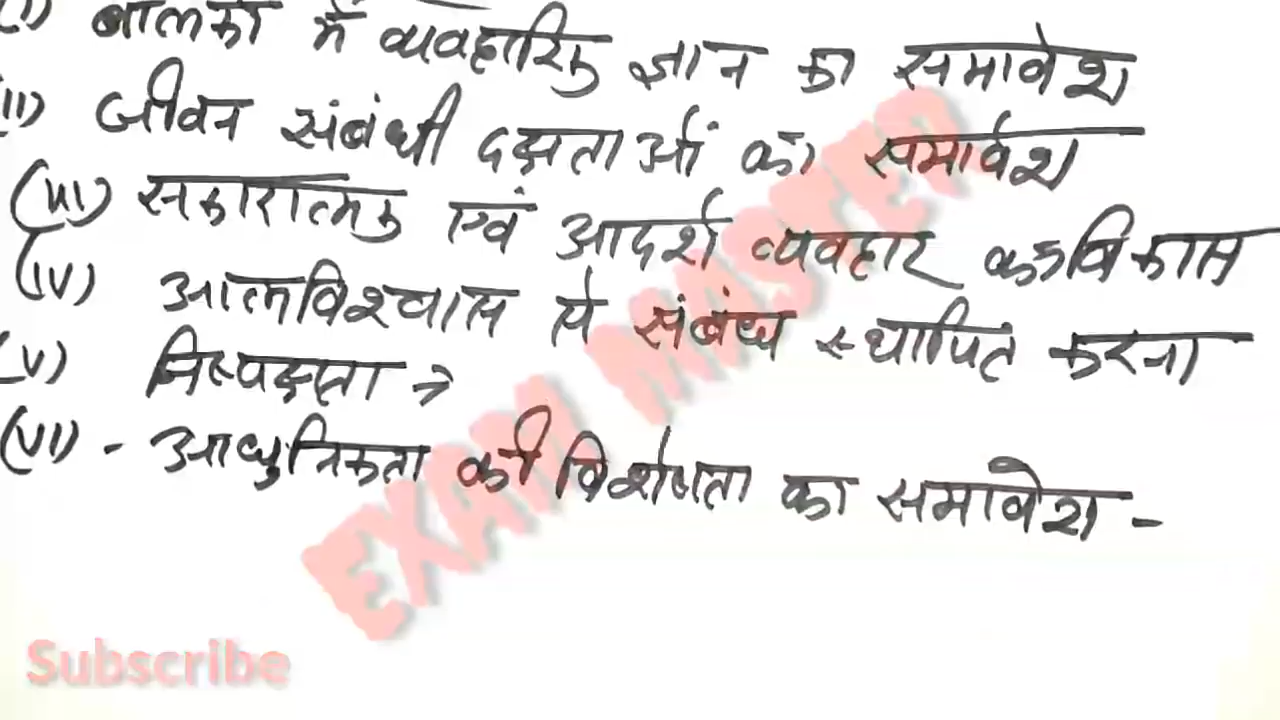 (I) बालकों में व्यवहारिक ज्ञान का समावेश
(II) जीवन संबंधी दक्षताओं का समावेश
(III) सकारात्मक एवं आदर्श व्यवहार का विकास
(IV) आत्मविश्वास से संबंध स्थापित करना
(V) निष्पक्षता →
(VI) - आधुनिकता की विशेषता का समावेश -
EXAM MASTER
Subscribe